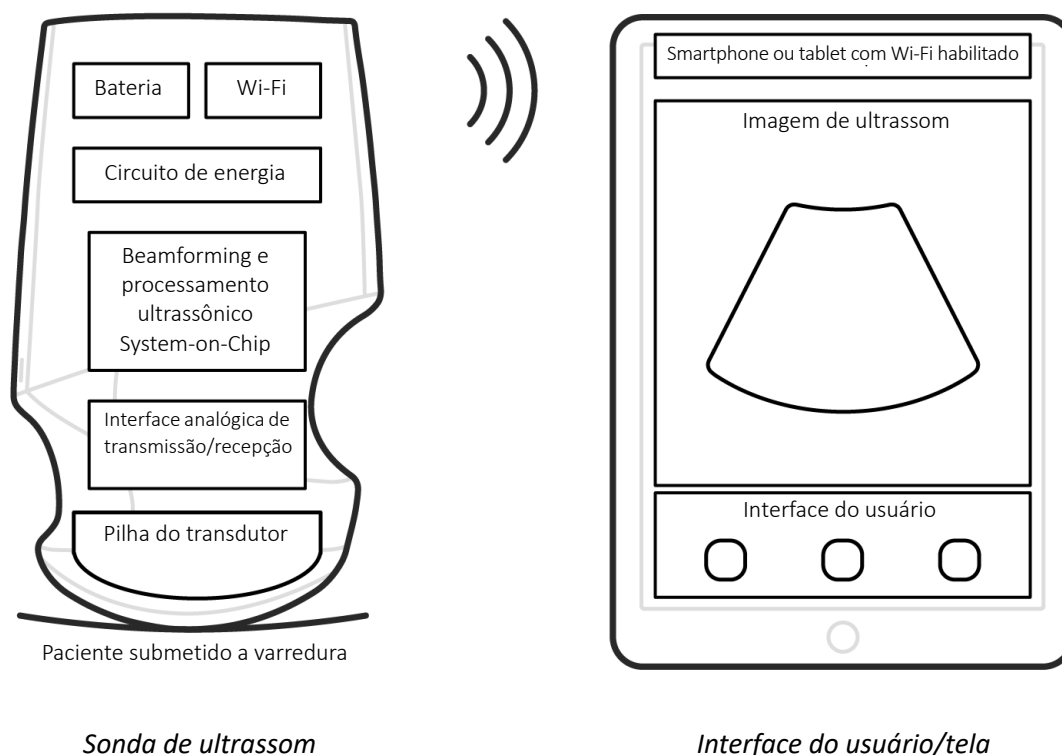 Bateria
Wi-Fi
Circuito de energia
Beamforming e
processamento
ultrassônico
System-on-Chip
Interface analógica de
transmissão/recepção
Pilha do transdutor
Paciente submetido a varredura
Sonda de ultrassom
Smartphone ou tablet com Wi-Fi habilitado
Imagem de ultrassom
Interface do usuário
Interface do usuário/tela